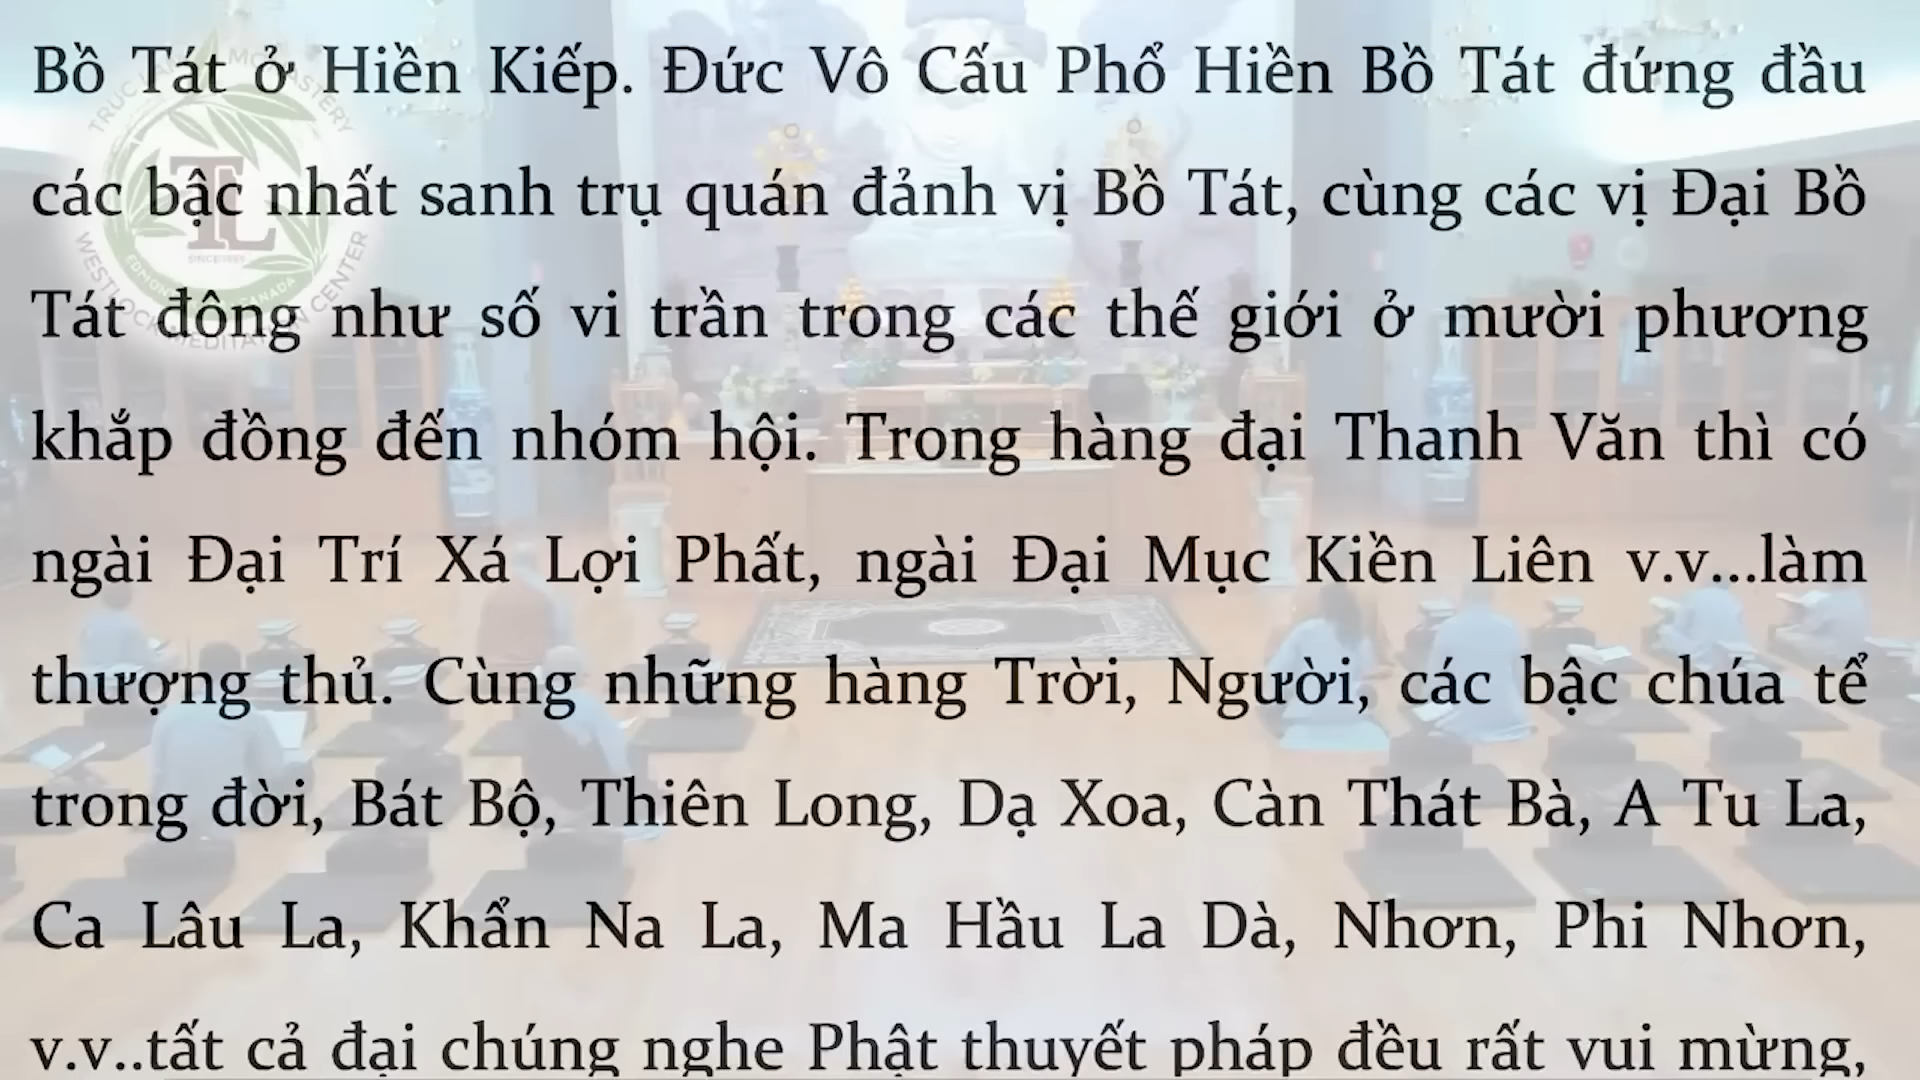 Bồ Tát ở Hiền Kiếp. Đức Vô Cấu Phổ Hiền Bồ Tát đứng đầu
các bậc nhất sanh trụ quán đảnh vị Bồ Tát, cùng các vị Đại Bồ
Tát đông như số vi trần trong các thế giới ở mười phương
khắp đồng đến nhóm hội. Trong hàng đại Thanh Văn thì có
ngài Đại Trí Xá Lợi Phất, ngài Đại Mục Kiền Liên v.v...làm
thượng thủ. Cùng những hàng Trời, Người, các bậc chúa tể
trong đời, Bát Bộ, Thiên Long, Dạ Xoa, Càn Thát Bà, A Tu La,
Ca Lâu La, Khẩn Na La, Ma Hầu La Dà, Nhơn, Phi Nhơn,
v.v..tất cả đại chúng nghe Phật thuyết pháp đều rất vui mừng,
MONASTERY
TL
WESTLOCK MEDITATION CENTER